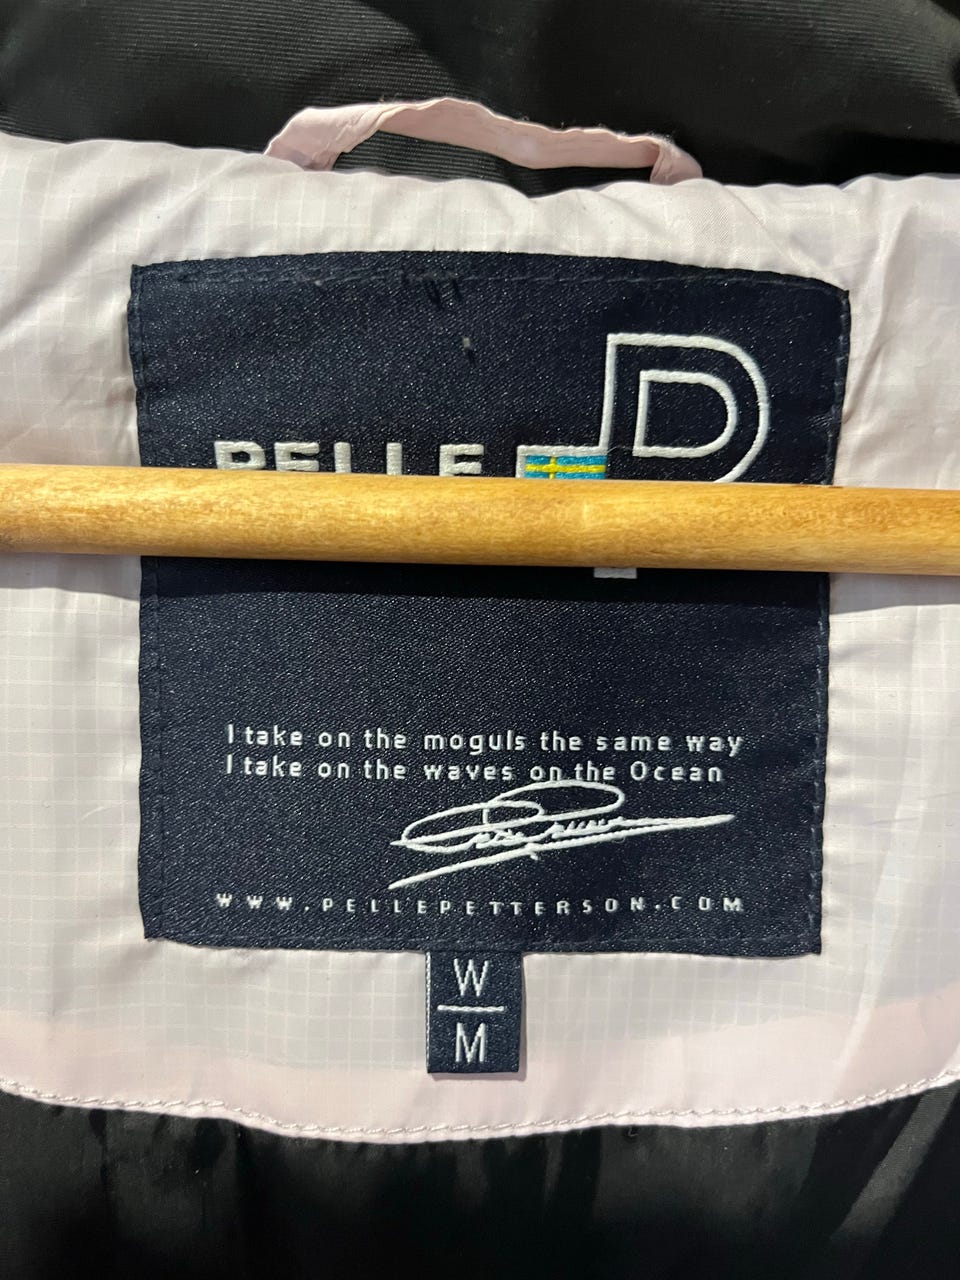 PELLE
P
I take on the moguls the same way
I take on the waves on the Ocean
WWW.PELLEPETTERSON.COM
W
M